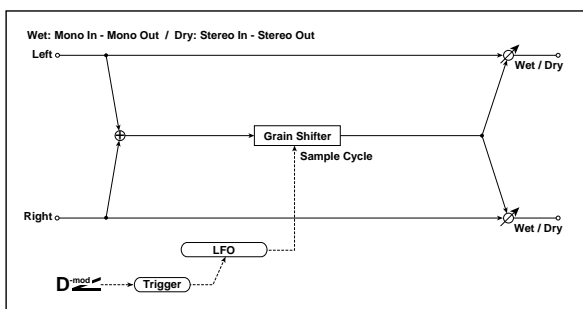 Wet: Mono In - Mono Out / Dry: Stereo In - Stereo Out
Left
Wet / Dry
Grain Shifter
Sample Cycle
Right
Wet / Dry
LFO
D-mod
Trigger